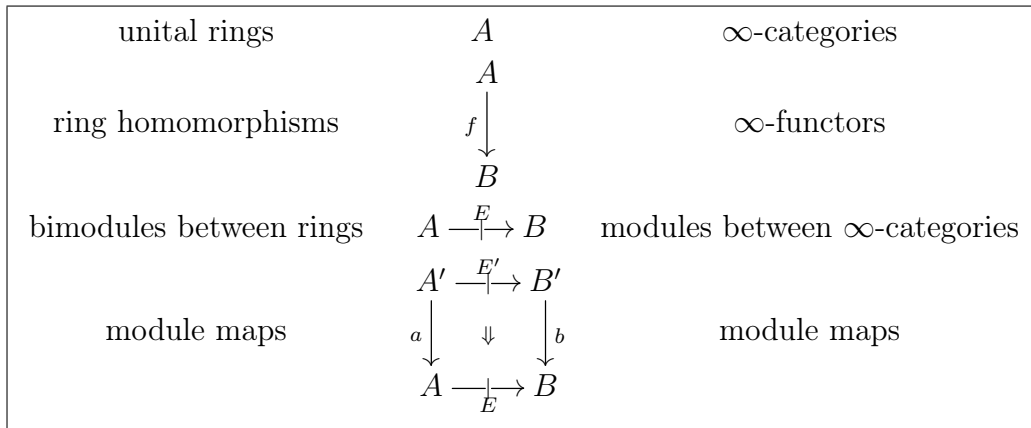 unital rings A ∞-categories
A
ring homomorphisms f ∞-functors
B
E
bimodules between rings A B modules between ∞-categories
E′
A′ B′
module maps a ⇓ b module maps
A B
E